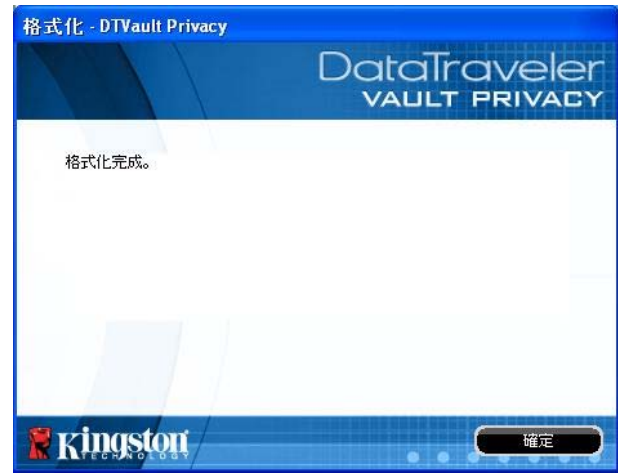 格式化 - DTVault Privacy
DataTraveler
VAULT PRIVACY
格式化完成。
Kingston
TECHNOLOGY
確定